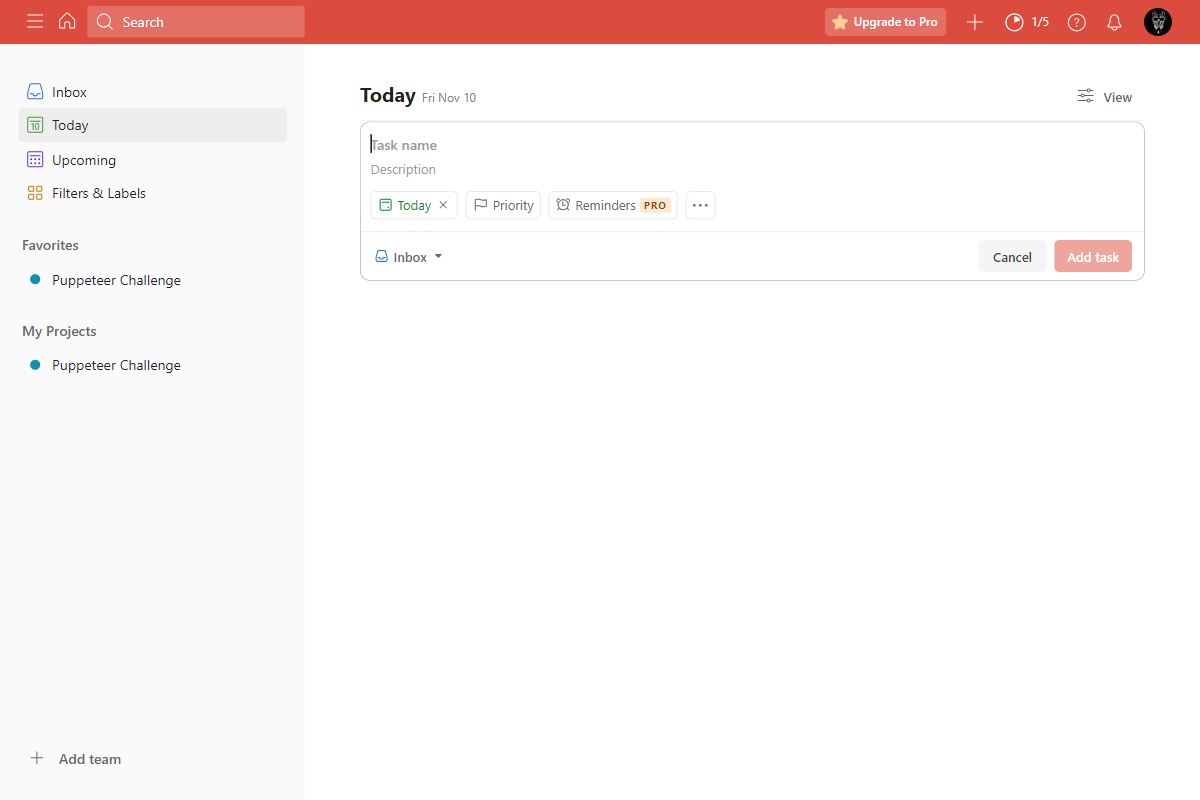 Search
Upgrade to Pro
1/5
?
Inbox
10 Today
Upcoming
Filters & Labels
Favorites
Puppeteer Challenge
My Projects
Puppeteer Challenge
Add team
Today Fri Nov 10
View
Task name
Description
Today Priority Reminders PRO
Inbox
Cancel
Add task